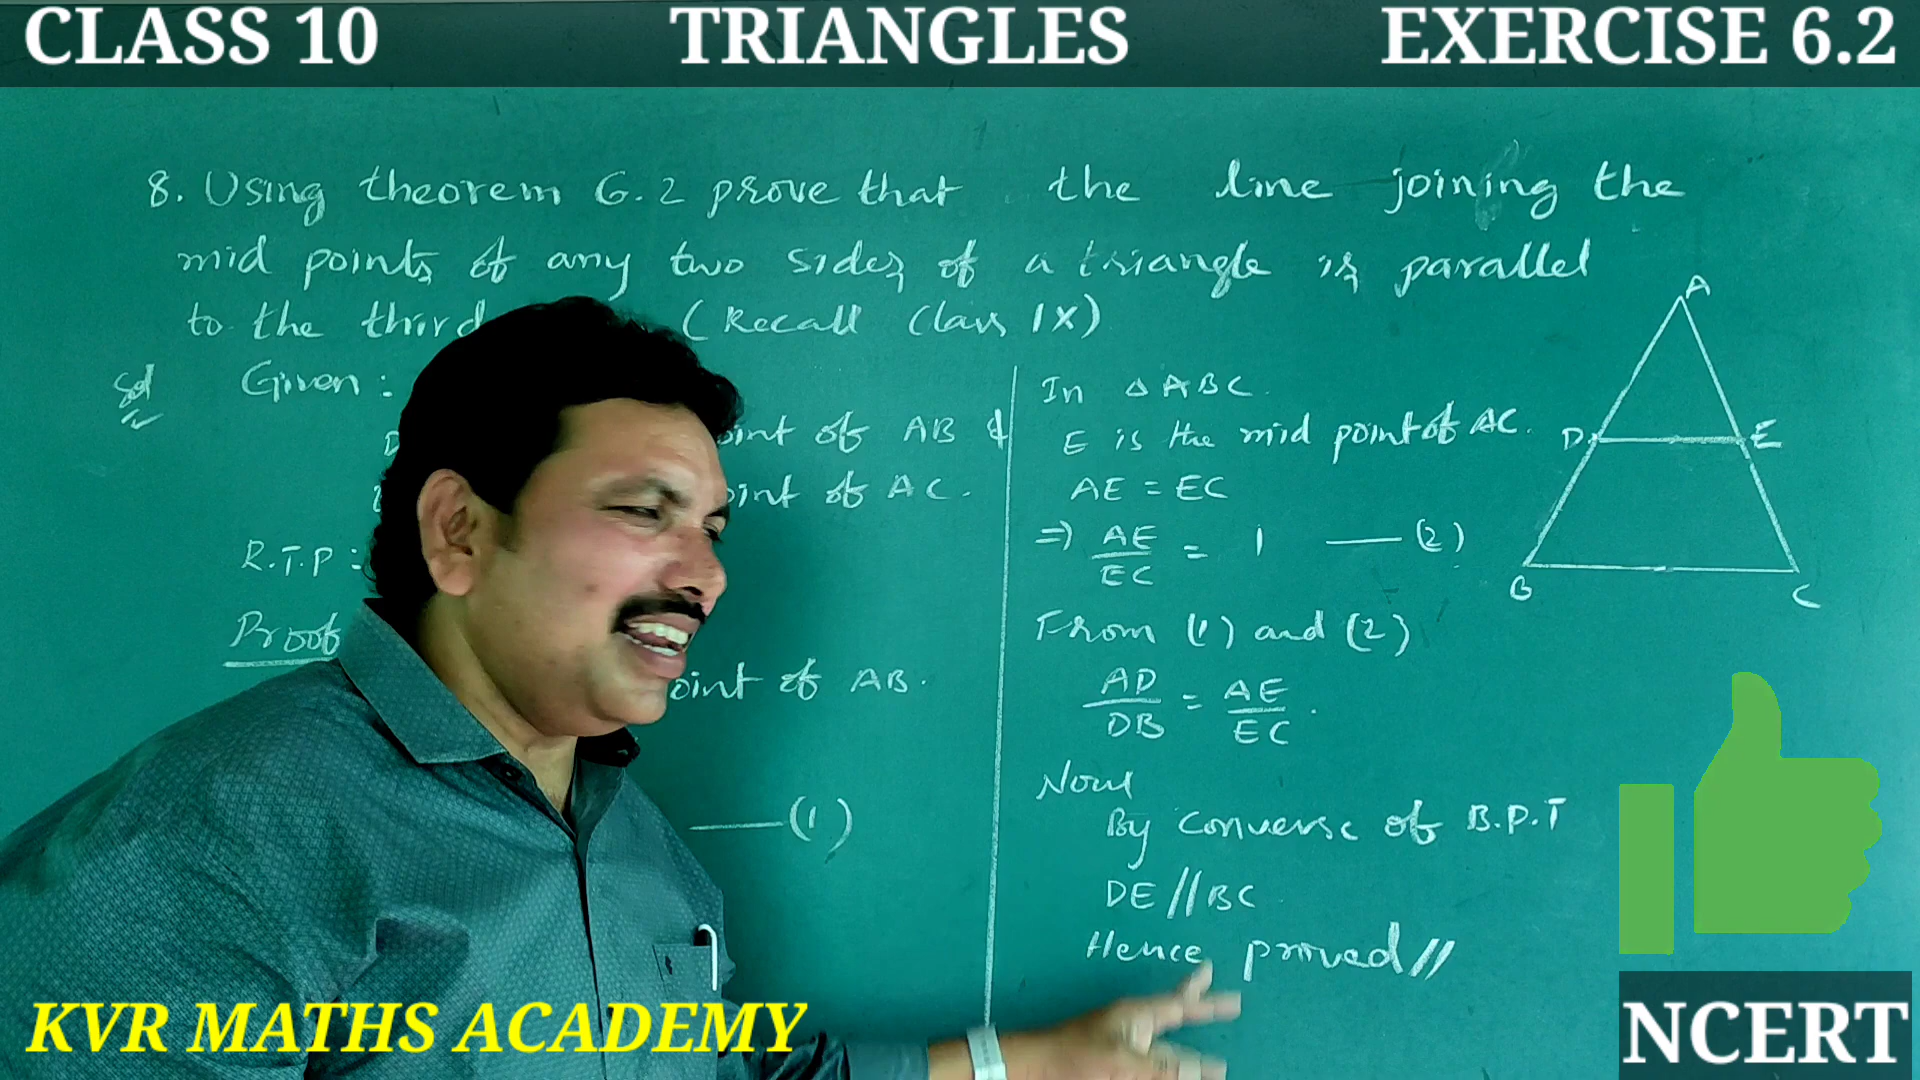 CLASS 10 TRIANGLES EXERCISE 6.2
8. Using theorem 6.2 prove that the line joining the
mid points of any two sides of a triangle is parallel
to the third (Recall Class IX)
Sol Given :
D point of AB &
point of AC.
R.T.P :
Proof
point of AB.
——(1)
In △ABC.
E is the mid point of AC.
AE = EC
⇒ AE/EC = 1 ——(2)
From (1) and (2)
AD/DB = AE/EC.
Now
By converse of B.P.T
DE//BC
Hence proved//
A
D E
B C
KVR MATHS ACADEMY
NCERT